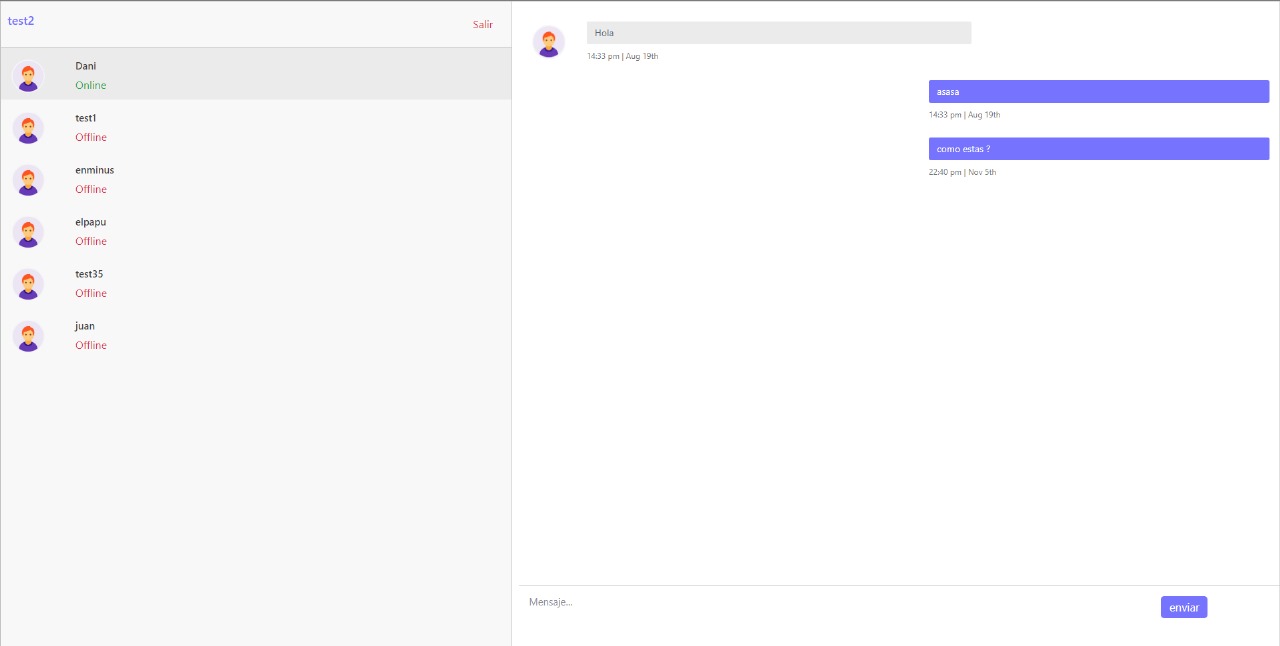 test2
Salir
Dani
Online
test1
Offline
enminus
Offline
elpapu
Offline
test35
Offline
juan
Offline
Hola
14:33 pm | Aug 19th
asasa
14:33 pm | Aug 19th
como estas ?
22:40 pm | Nov 5th
Mensaje...
enviar